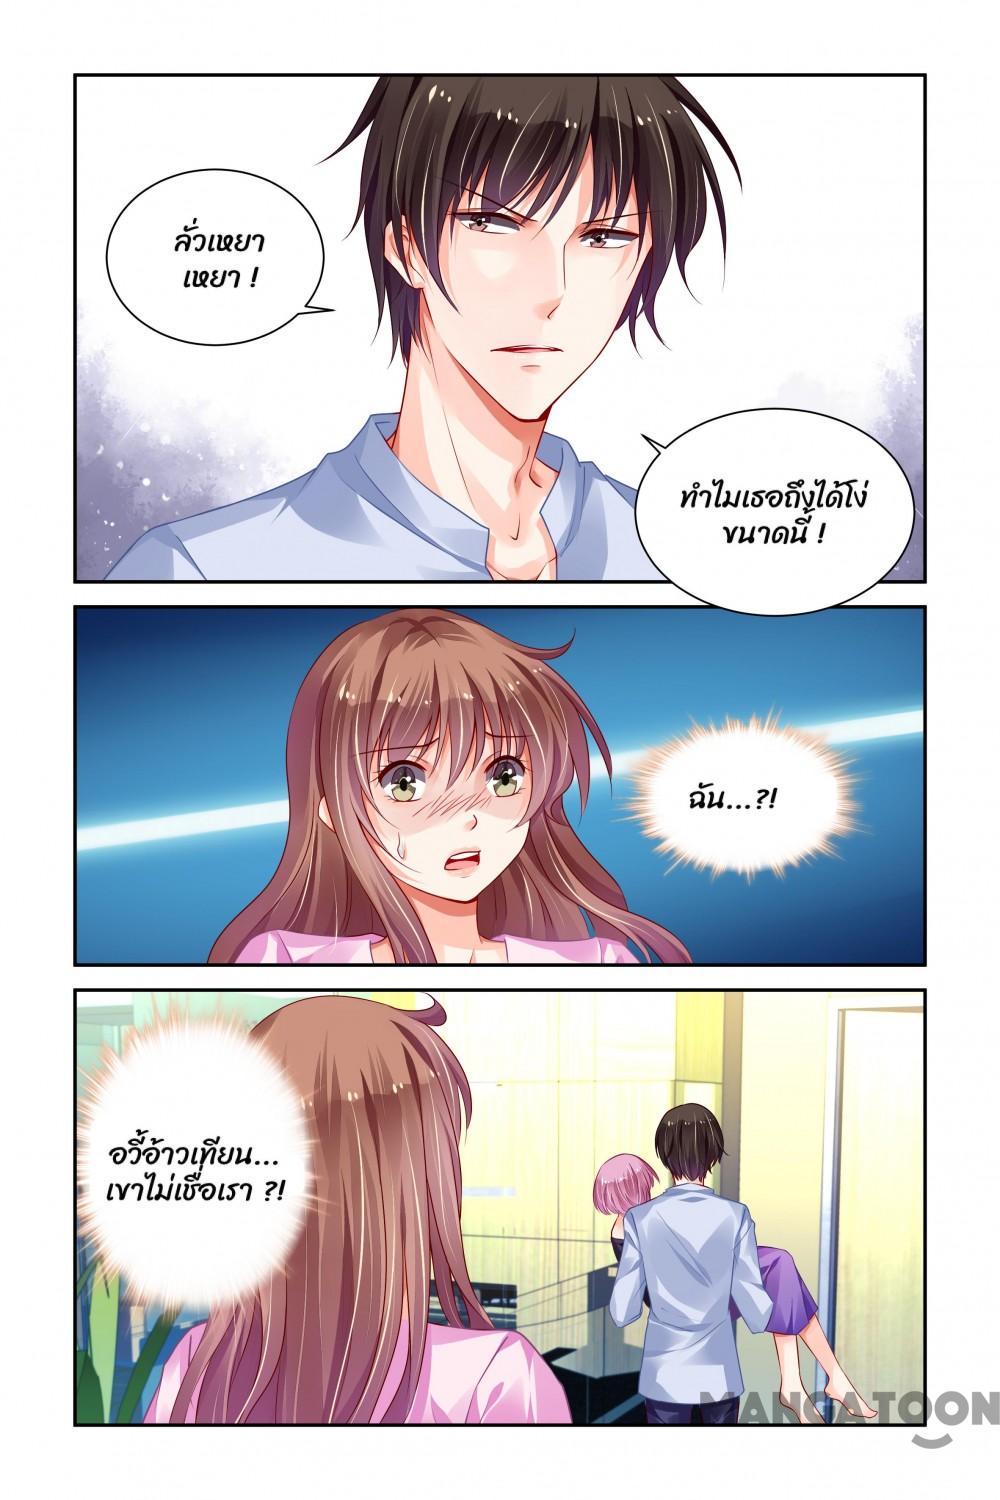 ลั่วเหยา
เหยา !
ทำไมเธอถึงได้โง่
ขนาดนี้ !
ฉัน...?!
อวี้อ้าวเทียน...
เขาไม่เชื่อเรา ?!
MANGATOON